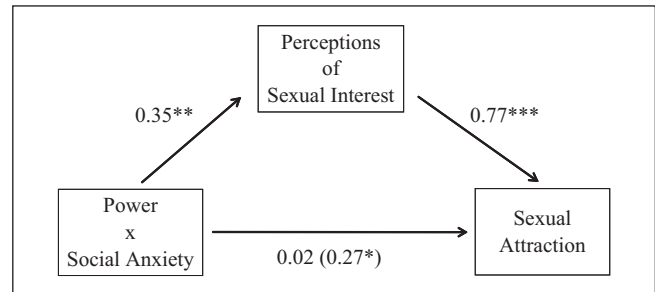 Perceptions
of
Sexual Interest
0.35**
0.77***
Power
x
Social Anxiety
Sexual
Attraction
0.02 (0.27*)